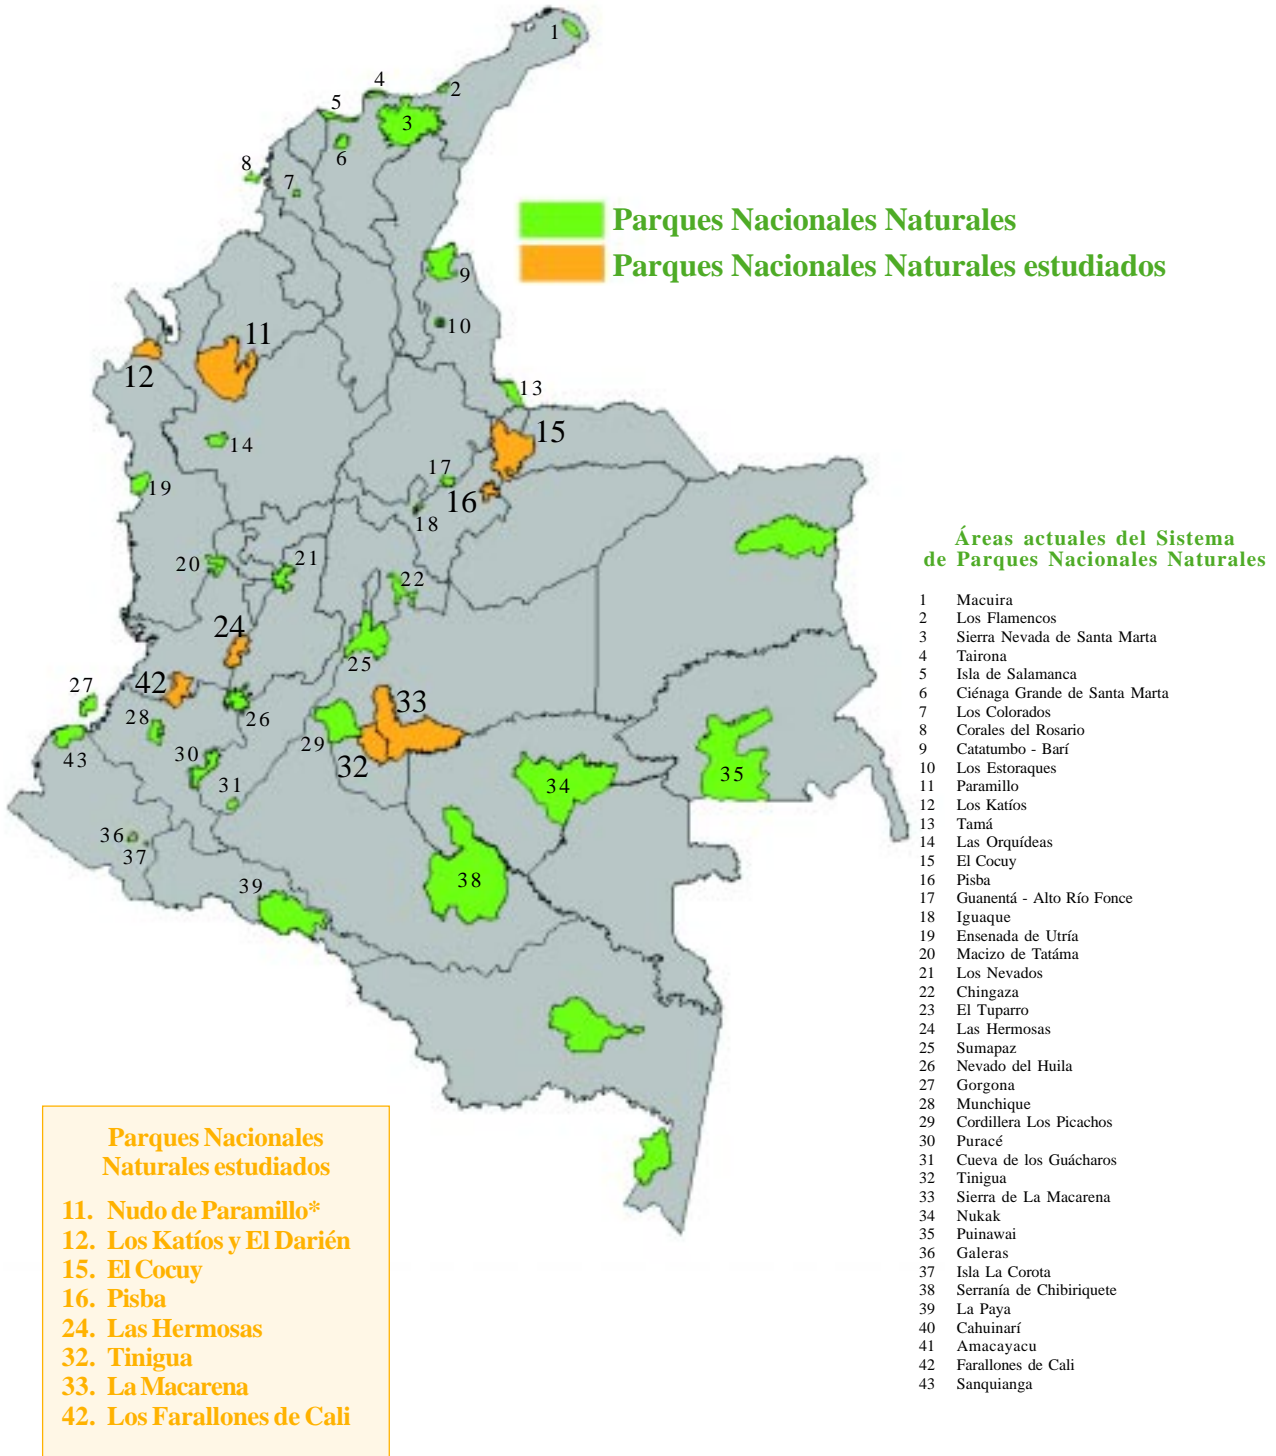 1
2
4
5
3
6
8
7
Parques Nacionales Naturales
Parques Nacionales Naturales estudiados
9
10
11
12
13
14
15
17
16
18
19
20
21
22
24
25
42
27
26
28
33
29
32
43
30
31
34
35
36
37
38
39
Áreas actuales del Sistema
de Parques Nacionales Naturales
1 Macuira
2 Los Flamencos
3 Sierra Nevada de Santa Marta
4 Tairona
5 Isla de Salamanca
6 Ciénaga Grande de Santa Marta
7 Los Colorados
8 Corales del Rosario
9 Catatumbo - Barí
10 Los Estoraques
11 Paramillo
12 Los Katíos
13 Tamá
14 Las Orquídeas
15 El Cocuy
16 Pisba
17 Guanentá - Alto Río Fonce
18 Iguaque
19 Ensenada de Utría
20 Macizo de Tatáma
21 Los Nevados
22 Chingaza
23 El Tuparro
24 Las Hermosas
25 Sumapaz
26 Nevado del Huila
27 Gorgona
28 Munchique
29 Cordillera Los Picachos
30 Puracé
31 Cueva de los Guácharos
32 Tinigua
33 Sierra de La Macarena
34 Nukak
35 Puinawai
36 Galeras
37 Isla La Corota
38 Serranía de Chibiriquete
39 La Paya
40 Cahuinarí
41 Amacayacu
42 Farallones de Cali
43 Sanquianga
Parques Nacionales
Naturales estudiados
11. Nudo de Paramillo*
12. Los Katíos y El Darién
15. El Cocuy
16. Pisba
24. Las Hermosas
32. Tinigua
33. La Macarena
42. Los Farallones de Cali